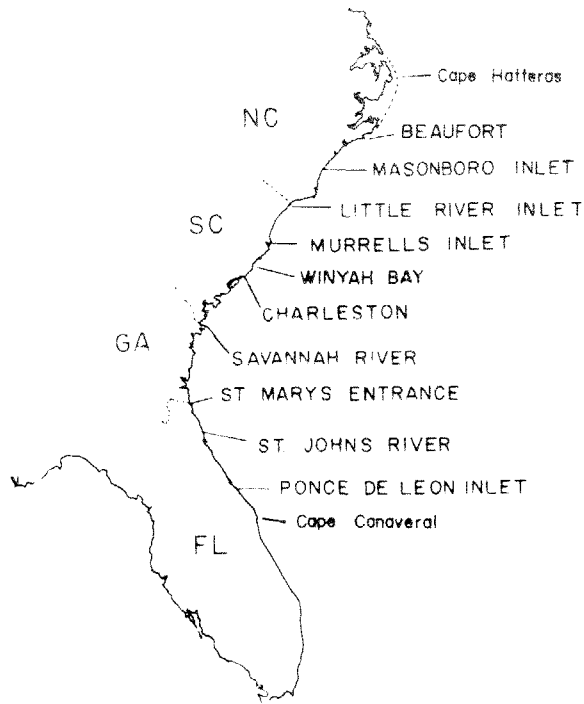 Cape Hatteras
NC
BEAUFORT
MASONBORO INLET
LITTLE RIVER INLET
SC
MURRELLS INLET
WINYAH BAY
CHARLESTON
GA
SAVANNAH RIVER
ST MARYS ENTRANCE
ST. JOHNS RIVER
PONCE DE LEON INLET
Cape Canaveral
FL